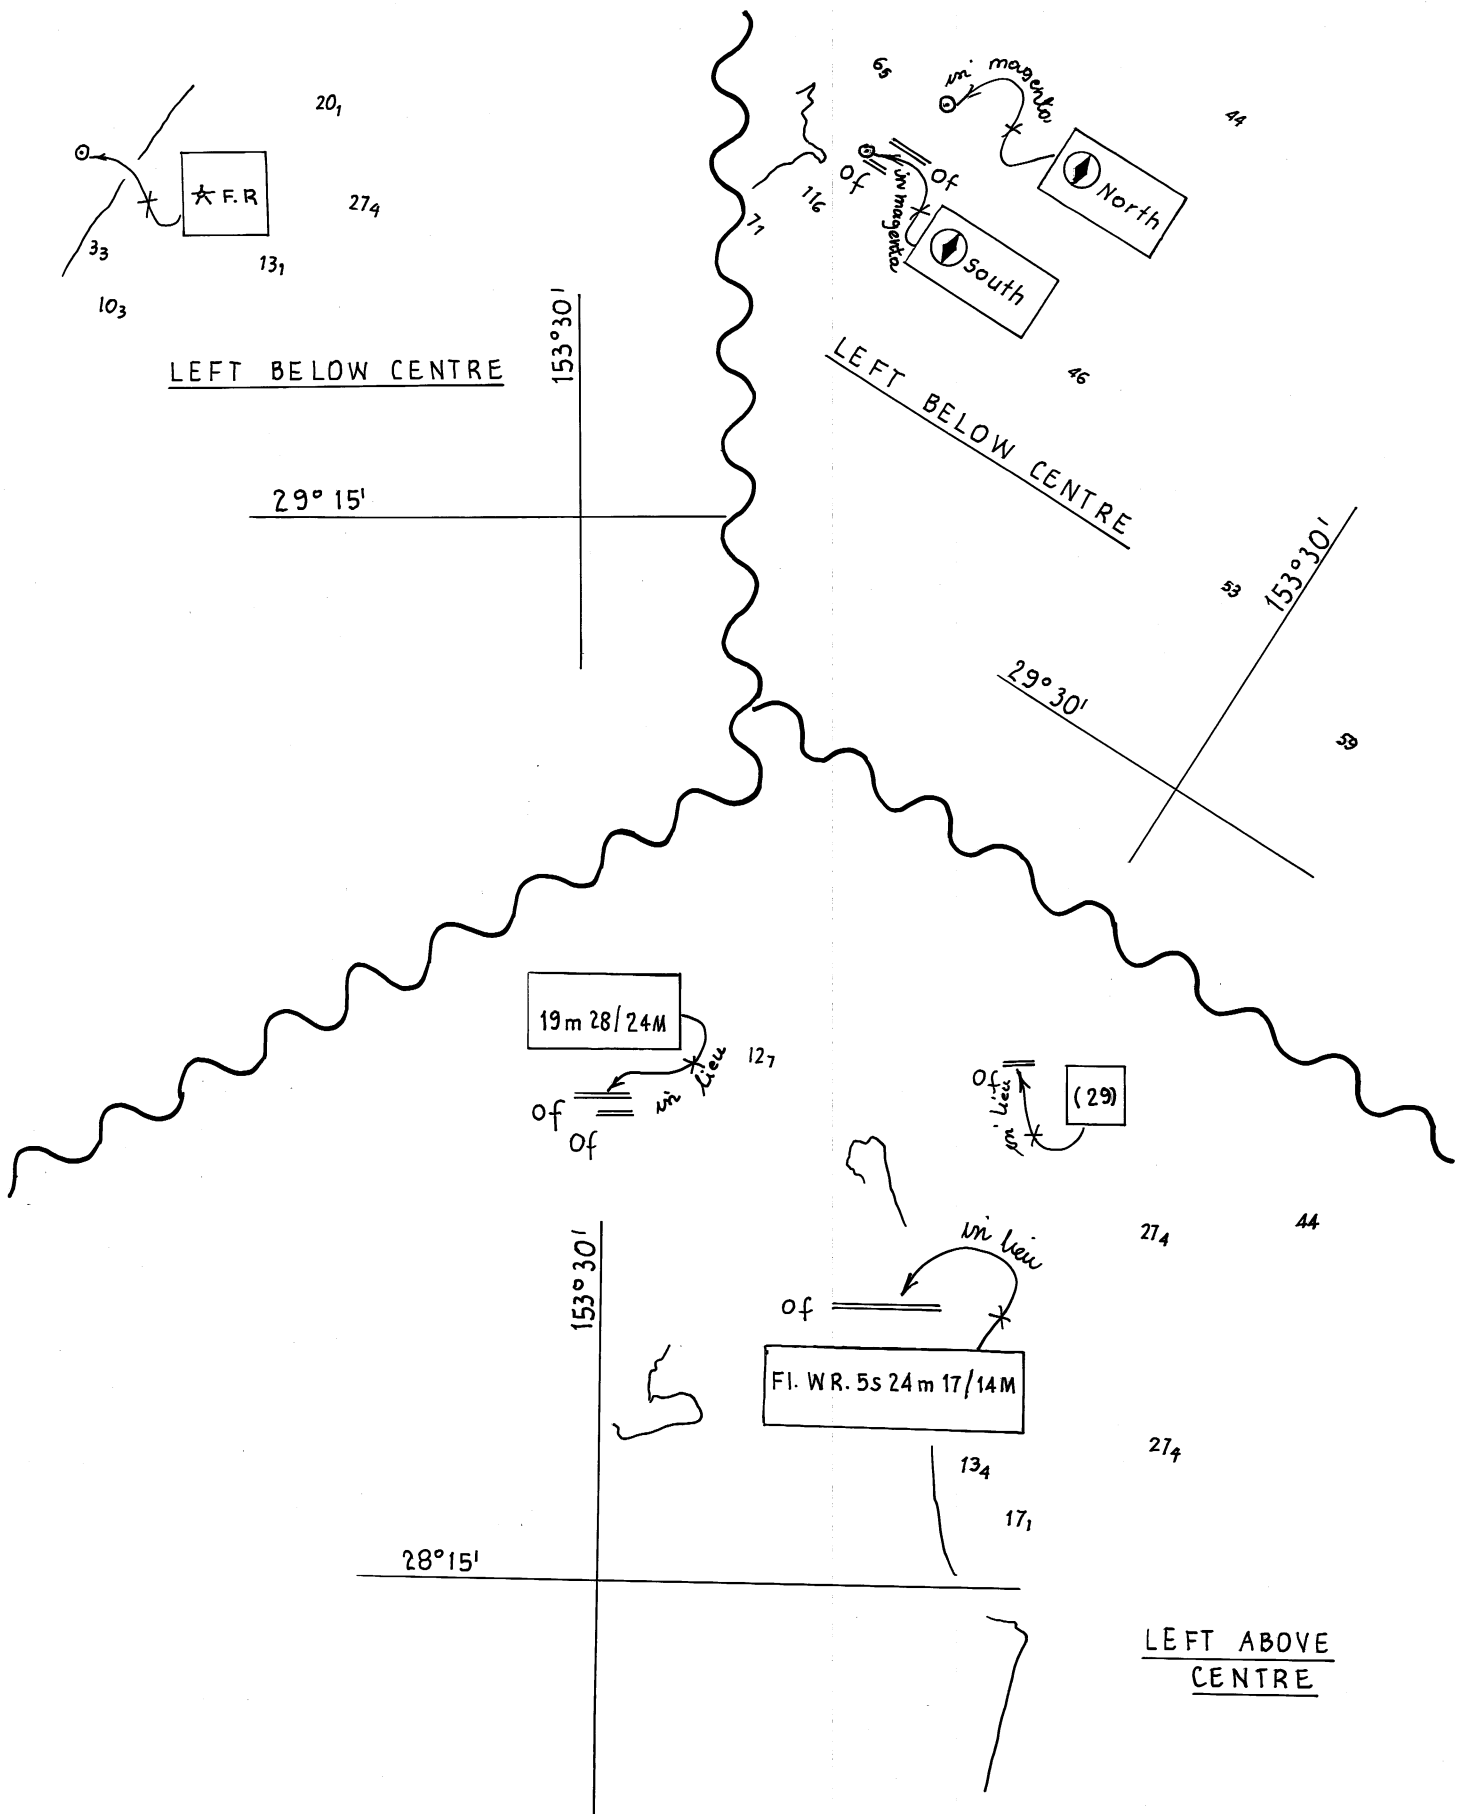 20₁
☆ F.R
27₄
3₃
13₁
10₃
LEFT BELOW CENTRE
153°30'
29°15'
65
in magenta
44
North
Of
Of
in magenta
11₆
7₁
South
46
LEFT BELOW CENTRE
53
153°30'
29°30'
59
19m 28/24M
in lieu
12₇
Of
Of
Of
in lieu
(29)
27₄
44
in lieu
Of
153°30'
Fl. WR. 5s 24m 17/14M
27₄
13₄
17₁
28°15'
LEFT ABOVE
CENTRE